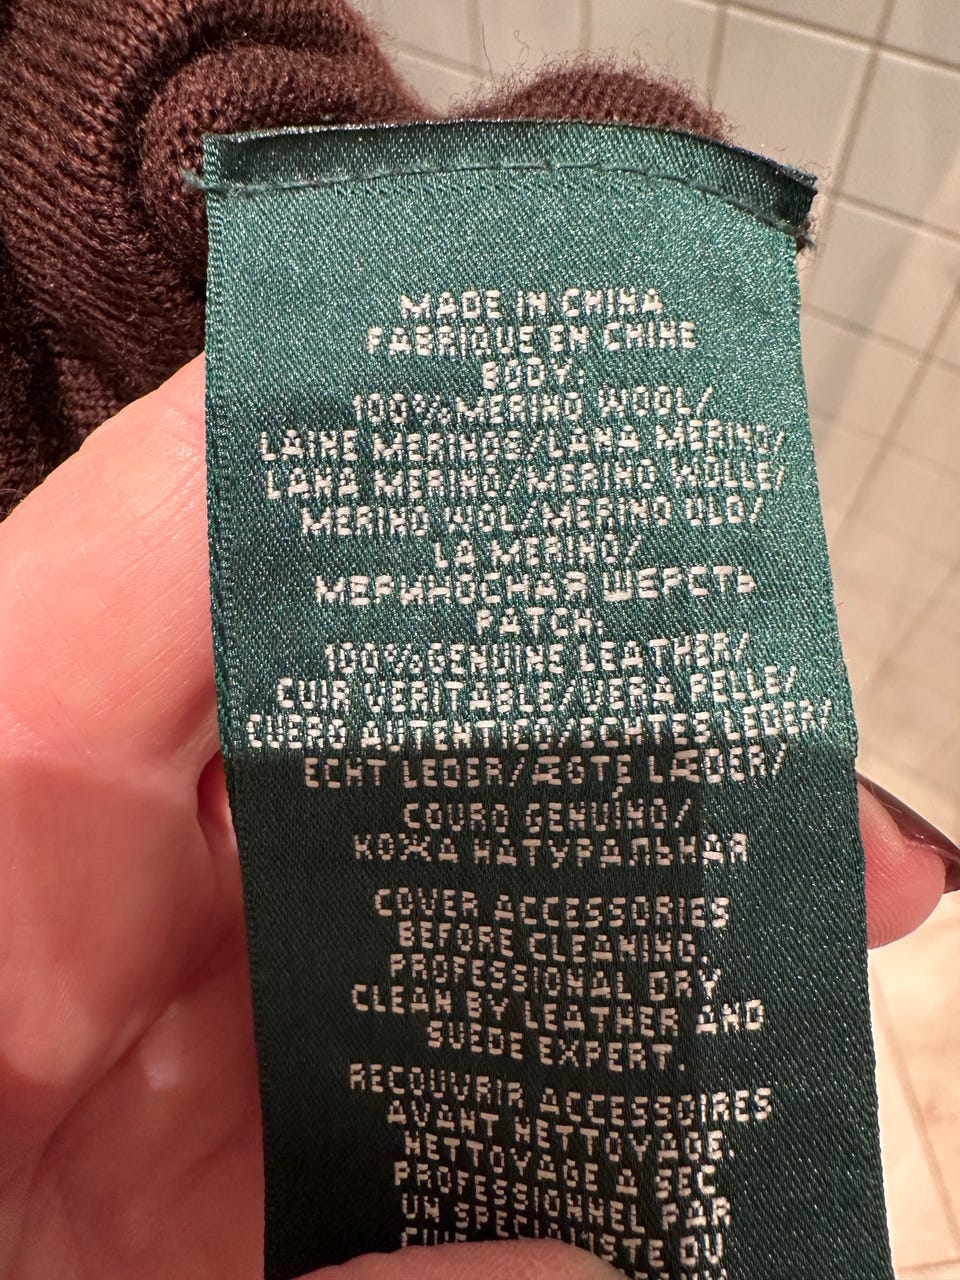 MADE IN CHINA
FABRIQUE EN CHINE
BODY:
100% MERINO WOOL/
LAINE MERINOS/LANA MERINO/
LANA MERINO/MERINO WOLLE/
MERINO WOL/MERINO ULD/
LÃ MERINO/
МЕРИНОСНАЯ ШЕРСТЬ
PATCH:
100% GENUINE LEATHER/
CUIR VERITABLE/VERA PELLE/
CUERO AUTENTICO/ECHTES LEDER/
ECHT LEDER/ÆGTE LÆDER/
COURO GENUÍNO/
КОЖА НАТУРАЛЬНАЯ
COVER ACCESSORIES
BEFORE CLEANING.
PROFESSIONAL DRY
CLEAN BY LEATHER AND
SUEDE EXPERT.
RECOUVRIR ACCESSOIRES
AVANT NETTOYAGE.
NETTOYAGE A SEC
PROFESSIONNEL PAR
UN SPECIALISTE DU